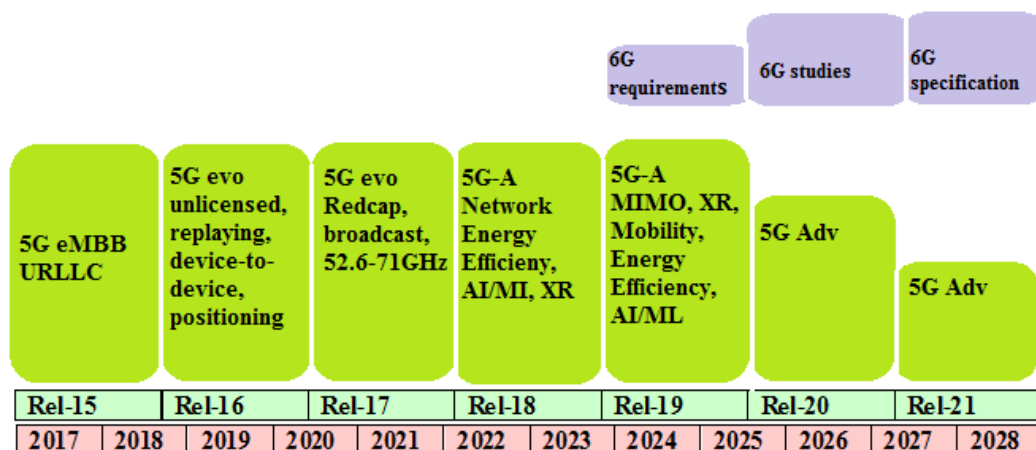 6G
requirements
6G studies
6G
specification
5G eMBB
URLLC
5G evo
unlicensed,
replaying,
device-to-
device,
positioning
5G evo
Redcap,
broadcast,
52.6-71GHz
5G-A
Network
Energy
Efficieny,
AI/MI, XR
5G-A
MIMO, XR,
Mobility,
Energy
Efficiency,
AI/ML
5G Adv
5G Adv
Rel-15 Rel-16 Rel-17 Rel-18 Rel-19 Rel-20 Rel-21
2017 2018 2019 2020 2021 2022 2023 2024 2025 2026 2027 2028